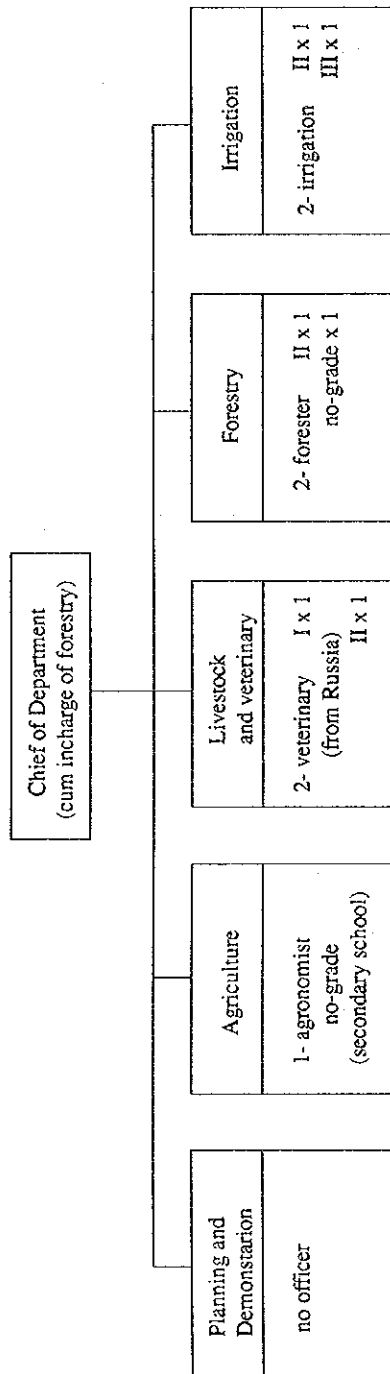 Chief of Department
(cum incharge of forestry)
Planning and
Demonstarion
no officer
Agriculture
1- agronomist
no-grade
(secondary school)
Livestock
and veterinary
2- veterinary I x 1
(from Russia)
II x 1
Forestry
2- forester II x 1
no-grade x 1
Irrigation
2- irrigation II x 1
III x 1